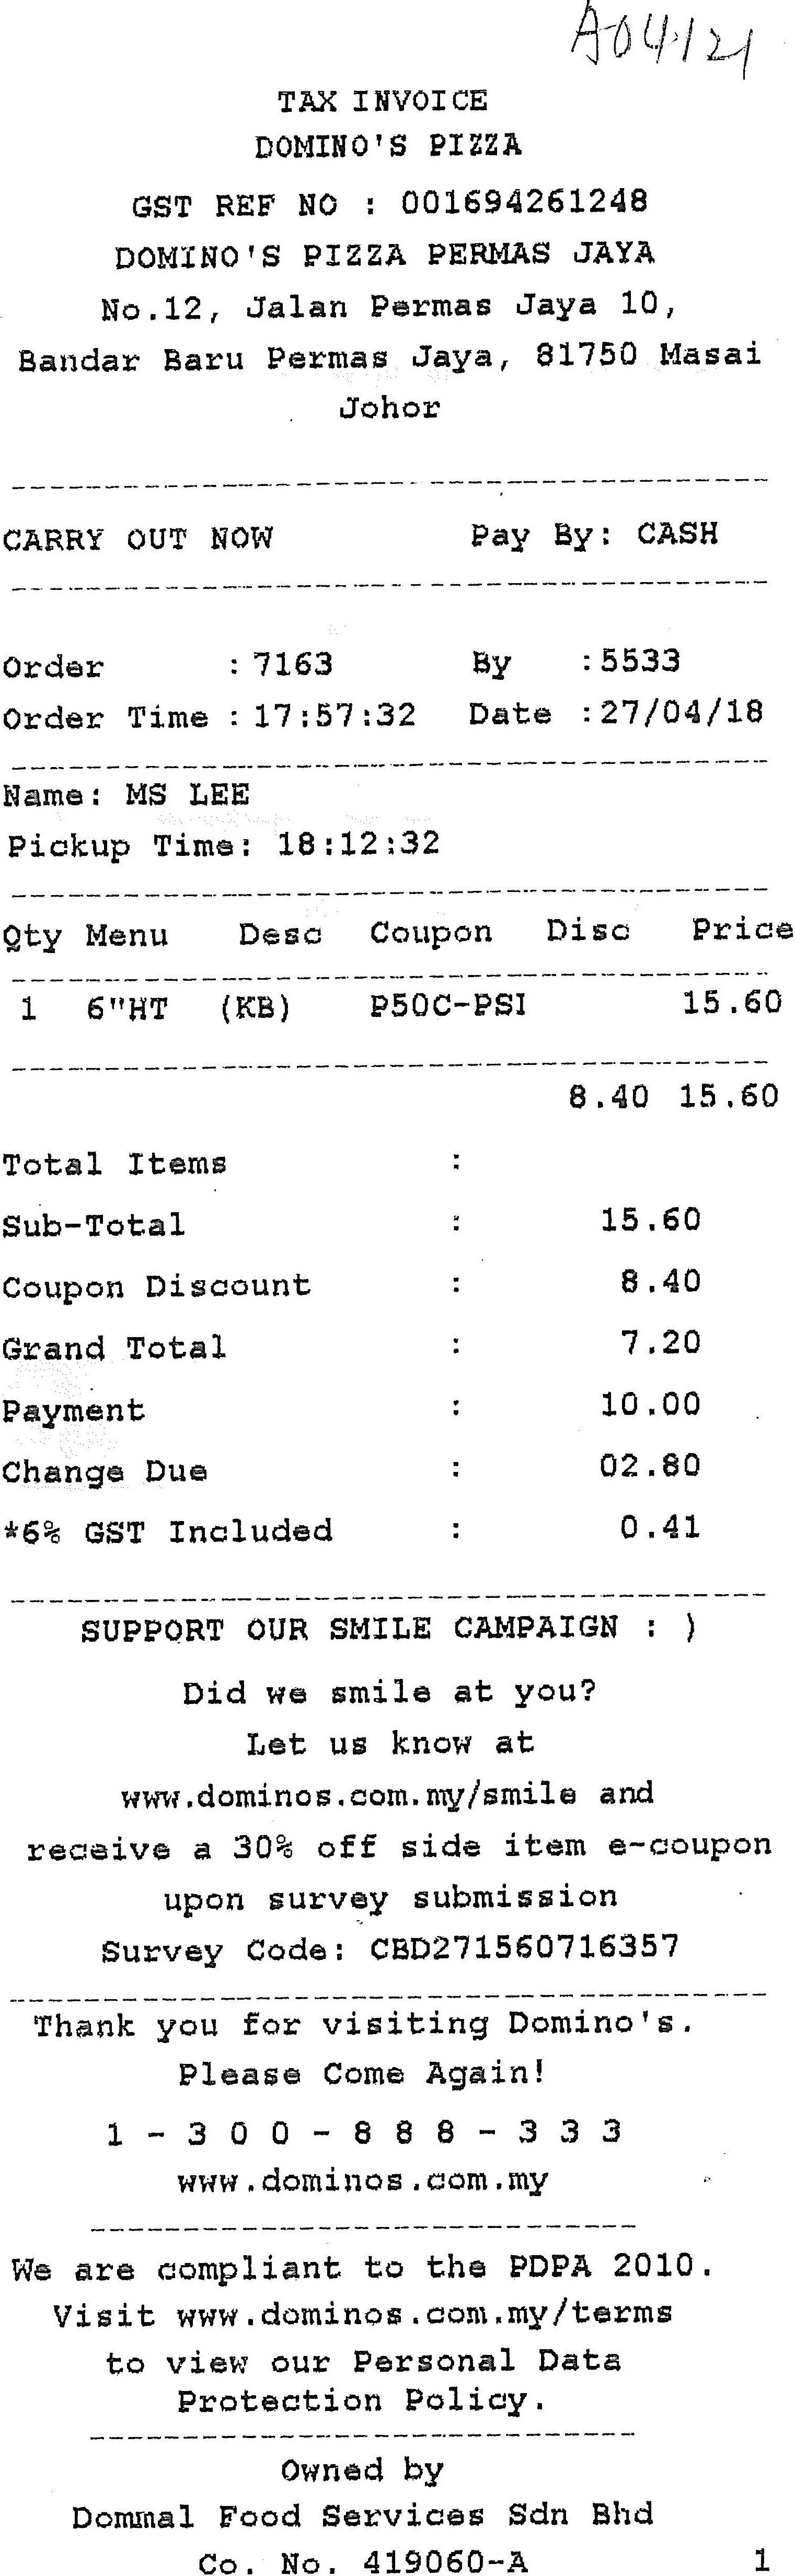 A04121
TAX INVOICE
DOMINO'S PIZZA
GST REF NO : 001694261248
DOMINO'S PIZZA PERMAS JAYA
No.12, Jalan Permas Jaya 10,
Bandar Baru Permas Jaya, 81750 Masai
Johor
CARRY OUT NOW Pay By: CASH
Order :7163 By :5533
Order Time :17:57:32 Date :27/04/18
Name: MS LEE
Pickup Time: 18:12:32
Qty Menu Desc Coupon Disc Price
1 6"HT (KB) P50C-PSI 15.60
8.40 15.60
Total Items :
Sub-Total : 15.60
Coupon Discount : 8.40
Grand Total : 7.20
Payment : 10.00
Change Due : 02.80
*6% GST Included : 0.41
SUPPORT OUR SMILE CAMPAIGN : )
Did we smile at you?
Let us know at
www.dominos.com.my/smile and
receive a 30% off side item e-coupon
upon survey submission
Survey Code: CBD271560716357
Thank you for visiting Domino's.
Please Come Again!
1 - 3 0 0 - 8 8 8 - 3 3 3
www.dominos.com.my
We are compliant to the PDPA 2010.
Visit www.dominos.com.my/terms
to view our Personal Data
Protection Policy.
Owned by
Dommal Food Services Sdn Bhd
Co. No. 419060-A 1